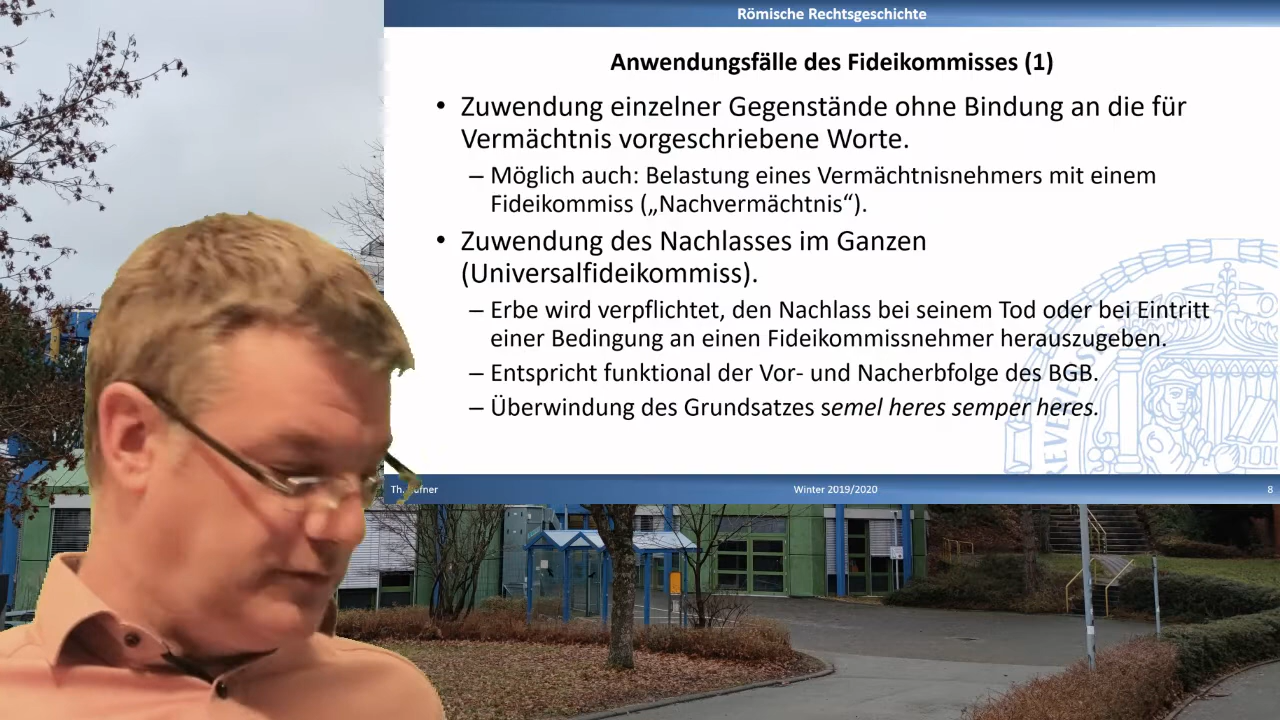 Römische Rechtsgeschichte
Anwendungsfälle des Fideikommisses (1)
• Zuwendung einzelner Gegenstände ohne Bindung an die für
Vermächtnis vorgeschriebene Worte.
– Möglich auch: Belastung eines Vermächtnisnehmers mit einem
Fideikommiss („Nachvermächtnis“).
• Zuwendung des Nachlasses im Ganzen
(Universalfideikommiss).
– Erbe wird verpflichtet, den Nachlass bei seinem Tod oder bei Eintritt
einer Bedingung an einen Fideikommissnehmer herauszugeben.
– Entspricht funktional der Vor- und Nacherbfolge des BGB.
– Überwindung des Grundsatzes semel heres semper heres.
Th.
Winter 2019/2020
8